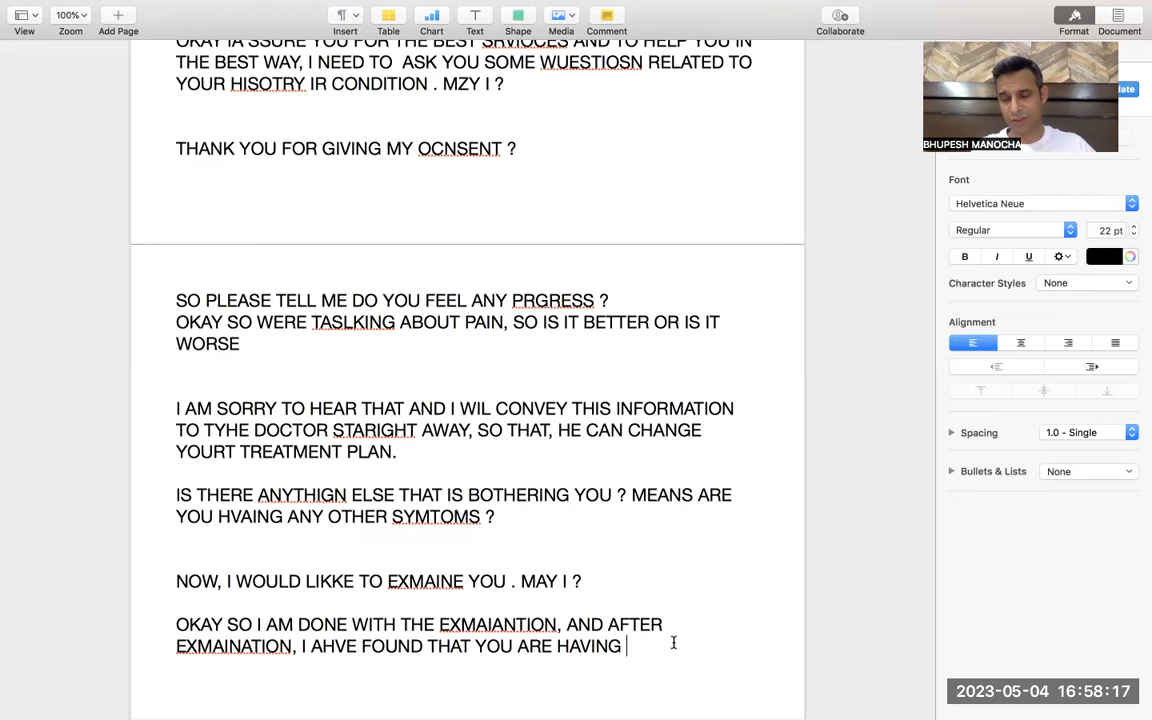 View
100%
Zoom
Add Page
Insert
Table
Chart
Text
Shape
Media
Comment
Collaborate
Format
Document
OKAY IA SSURE YOU FOR THE BEST SRVIOCES AND TO HELP YOU IN
THE BEST WAY, I NEED TO  ASK YOU SOME WUESTIOSN RELATED TO
YOUR HISOTRY IR CONDITION . MZY I ?
THANK YOU FOR GIVING MY OCNSENT ?
SO PLEASE TELL ME DO YOU FEEL ANY PRGRESS ?
OKAY SO WERE TASLKING ABOUT PAIN, SO IS IT BETTER OR IS IT
WORSE
I AM SORRY TO HEAR THAT AND I WIL CONVEY THIS INFORMATION
TO TYHE DOCTOR STARIGHT AWAY, SO THAT, HE CAN CHANGE
YOURT TREATMENT PLAN.
IS THERE ANYTHIGN ELSE THAT IS BOTHERING YOU ? MEANS ARE
YOU HVAING ANY OTHER SYMTOMS ?
NOW, I WOULD LIKKE TO EXMAINE YOU . MAY I ?
OKAY SO I AM DONE WITH THE EXMAIANTION, AND AFTER
EXMAINATION, I AHVE FOUND THAT YOU ARE HAVING
BHUPESH MANOCHA
Font
Helvetica Neue
Regular
22 pt
B I U
Character Styles
None
Alignment
Spacing
1.0 - Single
Bullets & Lists
None
2023-05-04 16:58:17